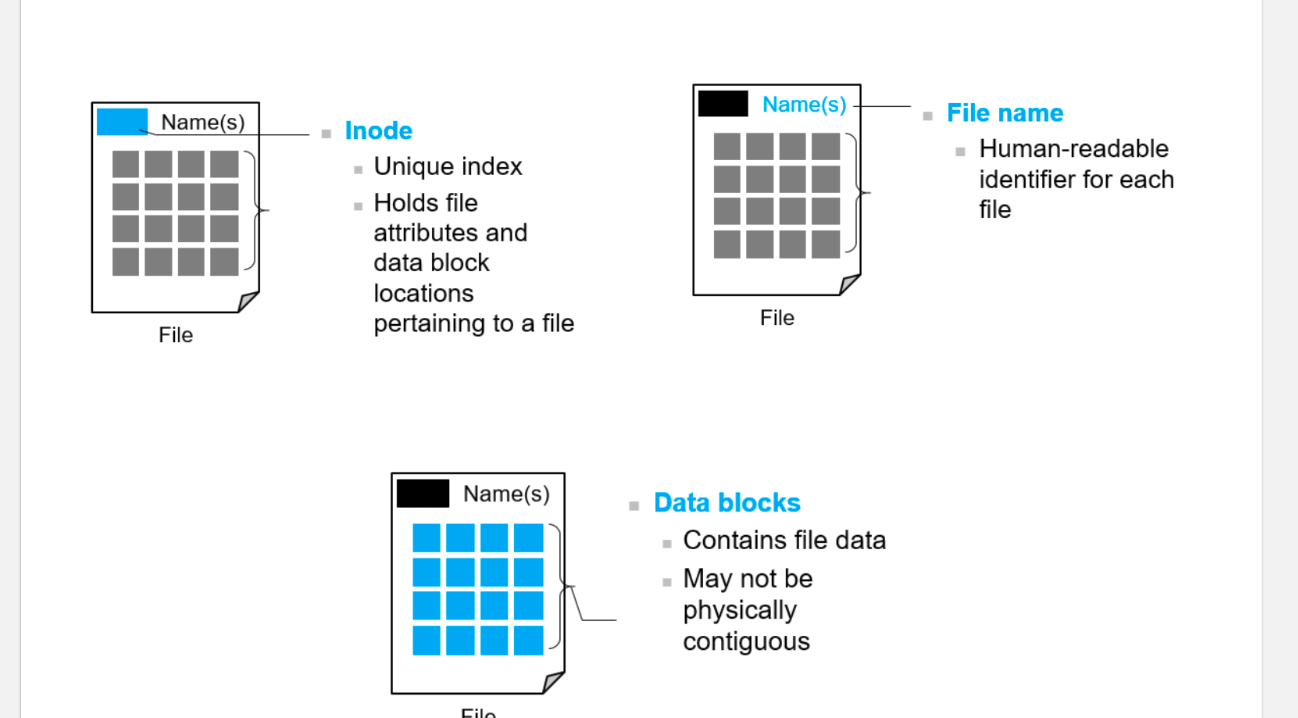 Name(s)
Inode
Unique index
Holds file
attributes and
data block
locations
pertaining to a file
File
Name(s)
File name
Human-readable
identifier for each
file
File
Name(s)
Data blocks
Contains file data
May not be
physically
contiguous
File